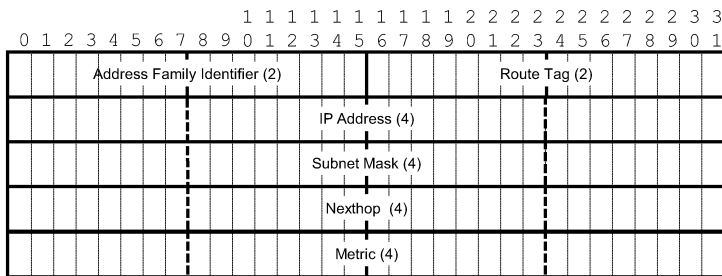 1 1 1 1 1 1 1 1 1 1 2 2 2 2 2 2 2 2 2 2 3 3
0 1 2 3 4 5 6 7 8 9 0 1 2 3 4 5 6 7 8 9 0 1 2 3 4 5 6 7 8 9 0 1
Address Family Identifier (2) Route Tag (2)
IP Address (4)
Subnet Mask (4)
Nexthop (4)
Metric (4)